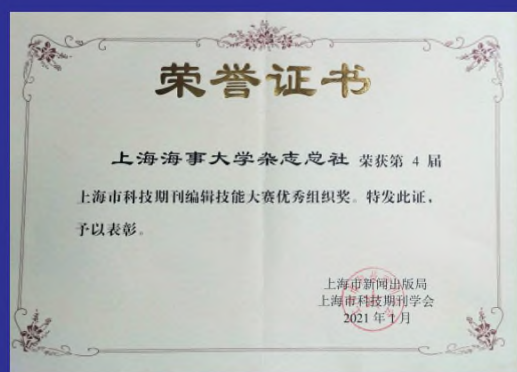 荣誉证书
上海海事大学杂志总社 荣获第 4 届
上海市科技期刊编辑技能大赛优秀组织奖。特发此证，
予以表彰。
上海市新闻出版局
上海市科技期刊学会
2021 年 1 月